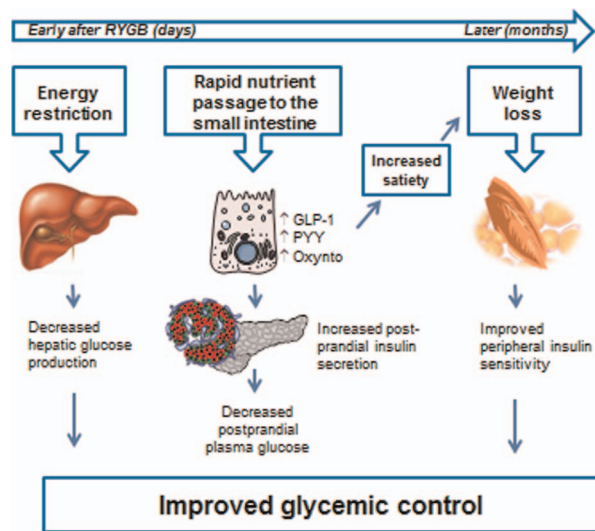 Early after RYGB (days)
Later (months)
Energy
restriction
Rapid nutrient
passage to the
small intestine
Weight
loss
Increased
satiety
↑ GLP-1
↑ PYY
↑ Oxynto
Decreased
hepatic glucose
production
Increased post-
prandial insulin
secretion
Improved
peripheral insulin
sensitivity
Decreased
postprandial
plasma glucose
Improved glycemic control